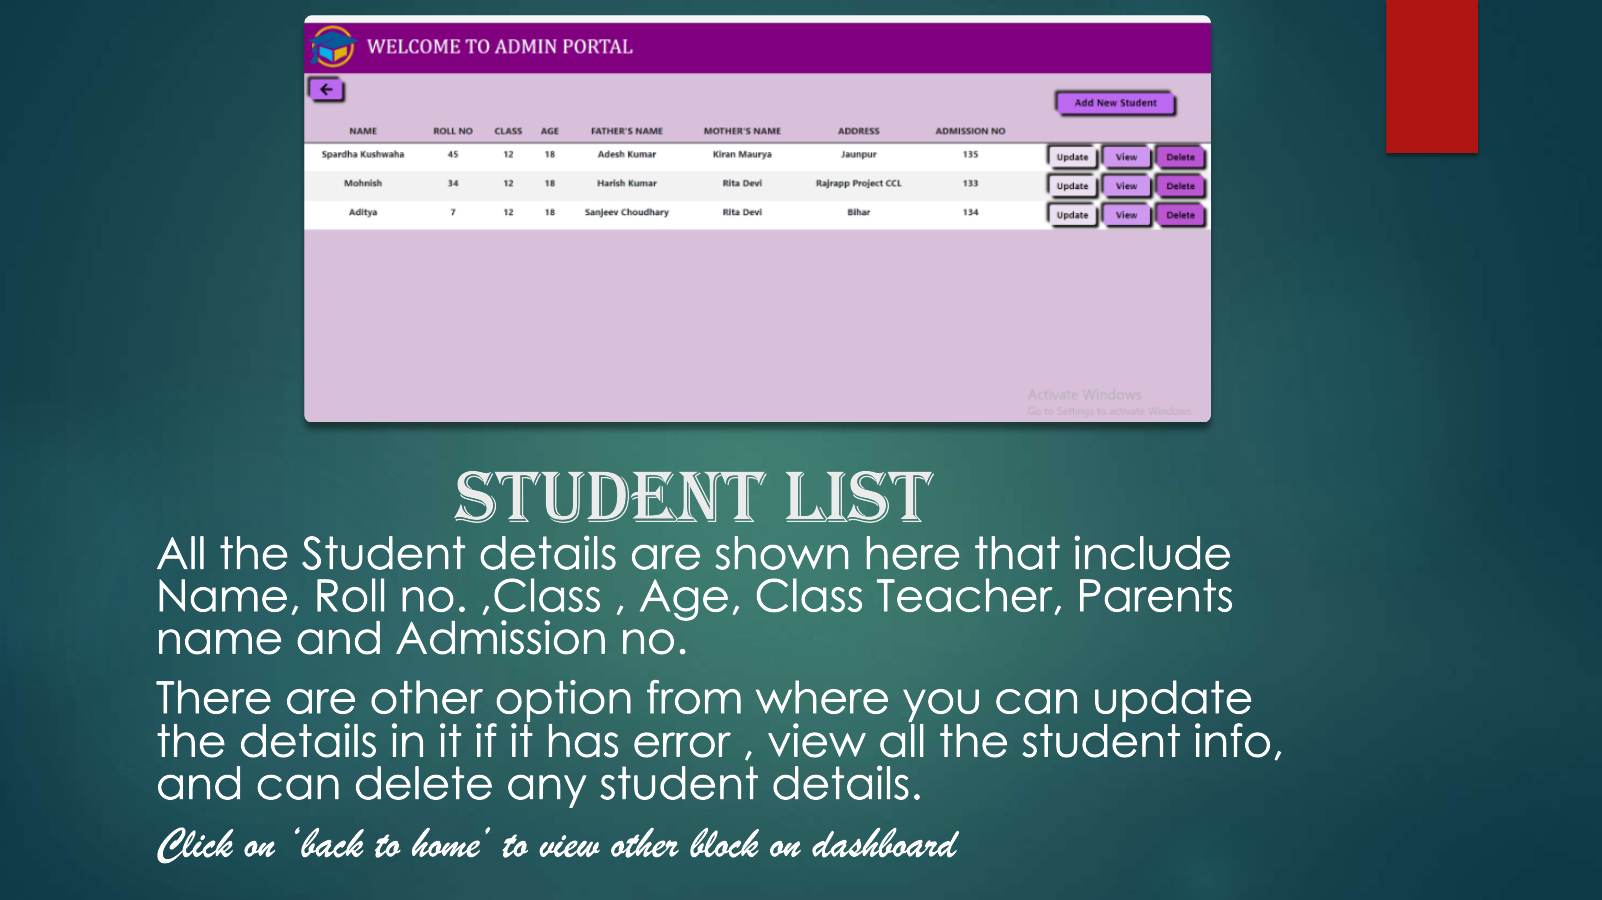 WELCOME TO ADMIN PORTAL
Add New Student
NAME ROLL NO CLASS AGE FATHER'S NAME MOTHER'S NAME ADDRESS ADMISSION NO
Spardha Kushwaha 45 12 18 Adesh Kumar Kiran Maurya Jaunpur 135 Update View Delete
Mohnish 34 12 18 Harish Kumar Rita Devi Rajrapp Project CCL 133 Update View Delete
Aditya 7 12 18 Sanjeev Choudhary Rita Devi Bihar 134 Update View Delete
Activate Windows
Go to Settings to activate Windows
STUDENT LIST
All the Student details are shown here that include
Name, Roll no. ,Class , Age, Class Teacher, Parents
name and Admission no.
There are other option from where you can update
the details in it if it has error , view all the student info,
and can delete any student details.
Click on ‘back to home’ to view other block on dashboard